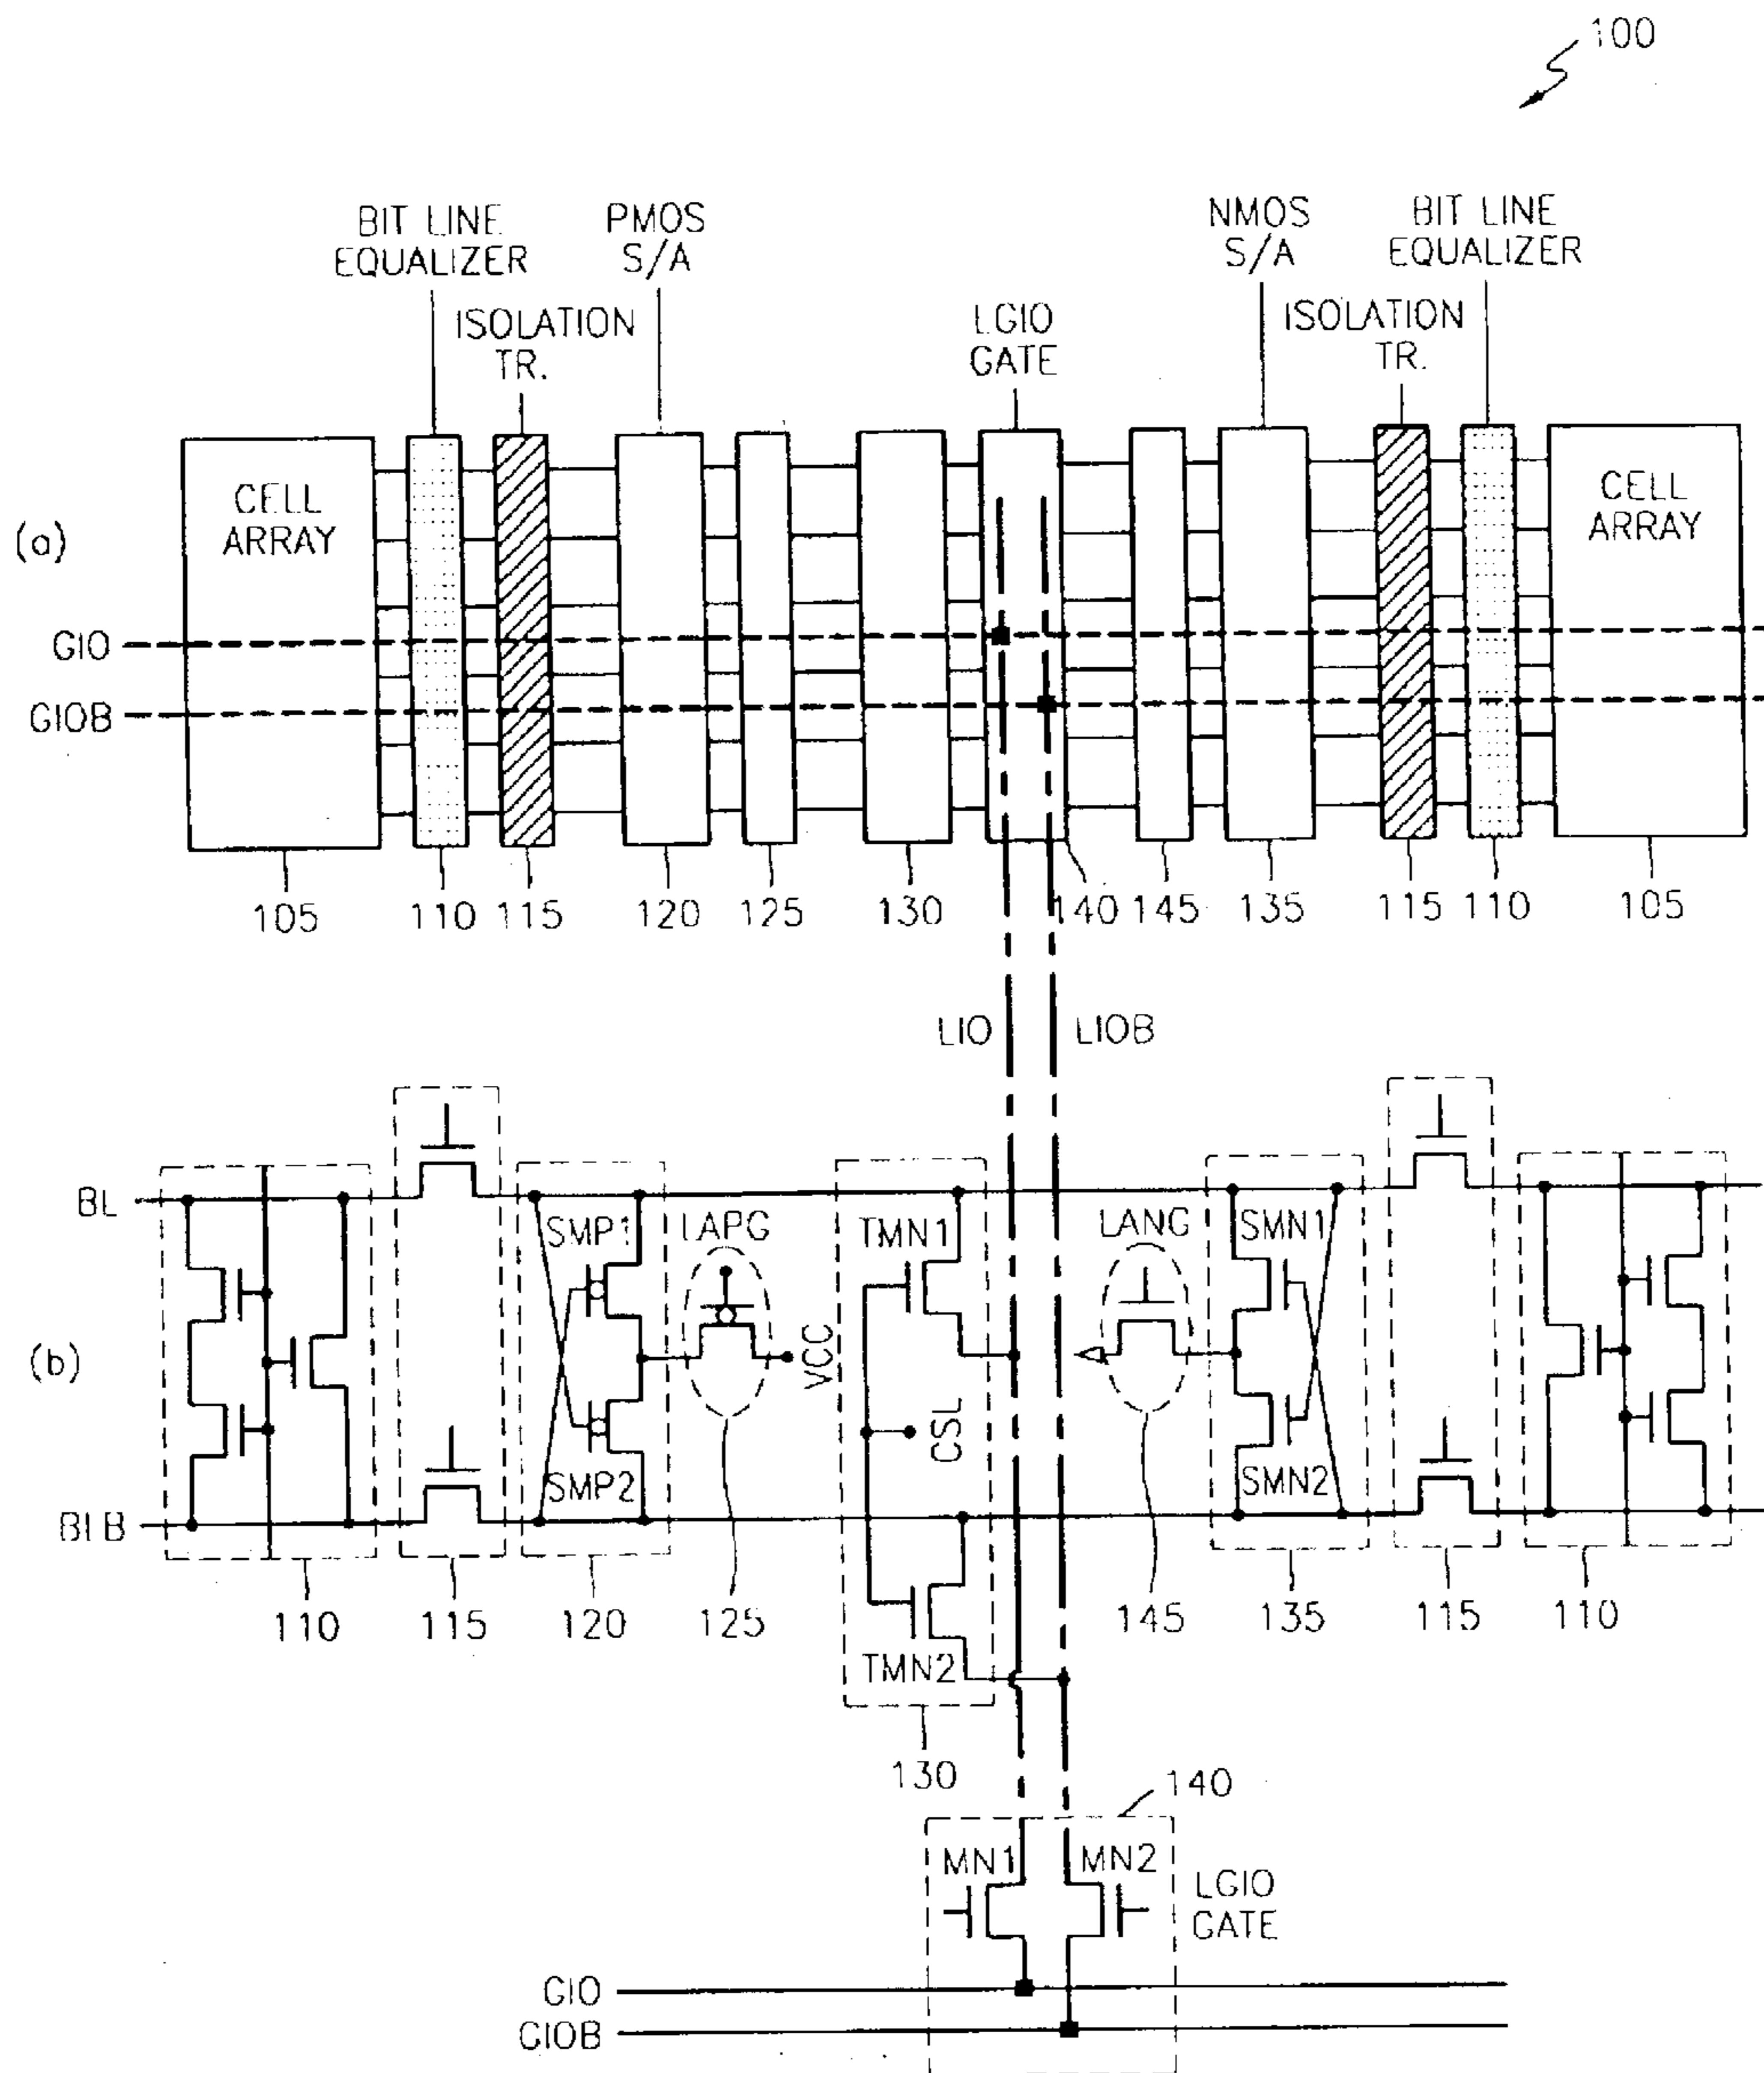 100
BIT LINE
EQUALIZER
PMOS
S/A
NMOS
S/A
BIT LINE
EQUALIZER
ISOLATION
TR.
LGIO
GATE
ISOLATION
TR.
(a)
CELL
ARRAY
CELL
ARRAY
GIO
GIOB
105
110
115
120
125
130
140
145
135
115
110
105
LIO
LIOB
(b)
BL
SMP1
LAPG
TMN1
LANG
SMN1
VCC
CSL
SMP2
SMN2
BLB
TMN2
110
115
120
125
145
135
115
110
130
140
MN1
MN2
LGIO
GATE
GIO
GIOB